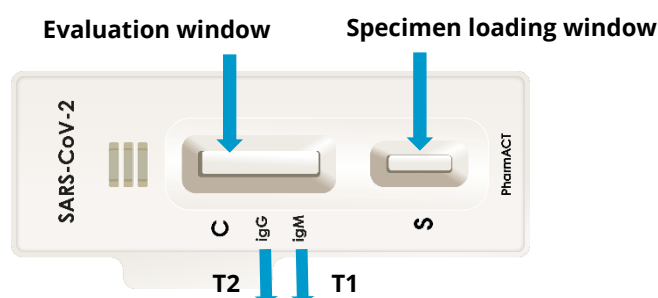 Evaluation window
Specimen loading window
SARS-CoV-2
PharmACT
C
igG
igM
S
T2
T1